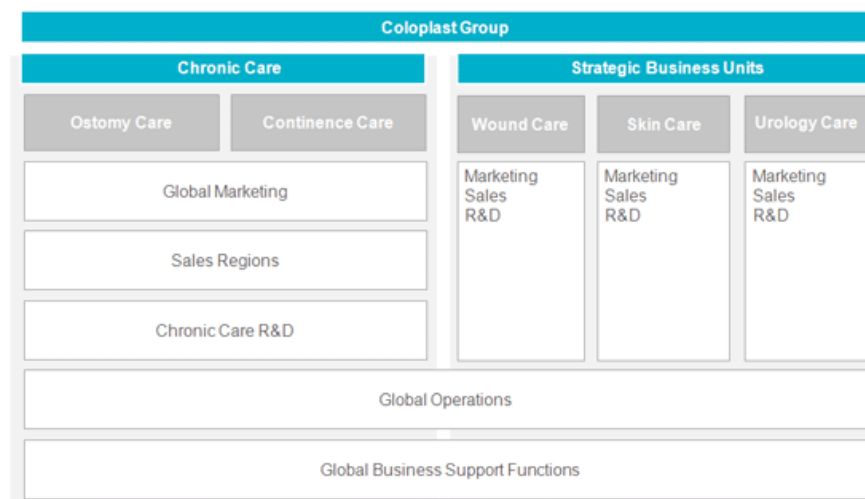 Coloplast Group
Chronic Care
Strategic Business Units
Ostomy Care
Continence Care
Wound Care
Skin Care
Urology Care
Global Marketing
Sales Regions
Chronic Care R&D
Marketing
Sales
R&D
Marketing
Sales
R&D
Marketing
Sales
R&D
Global Operations
Global Business Support Functions